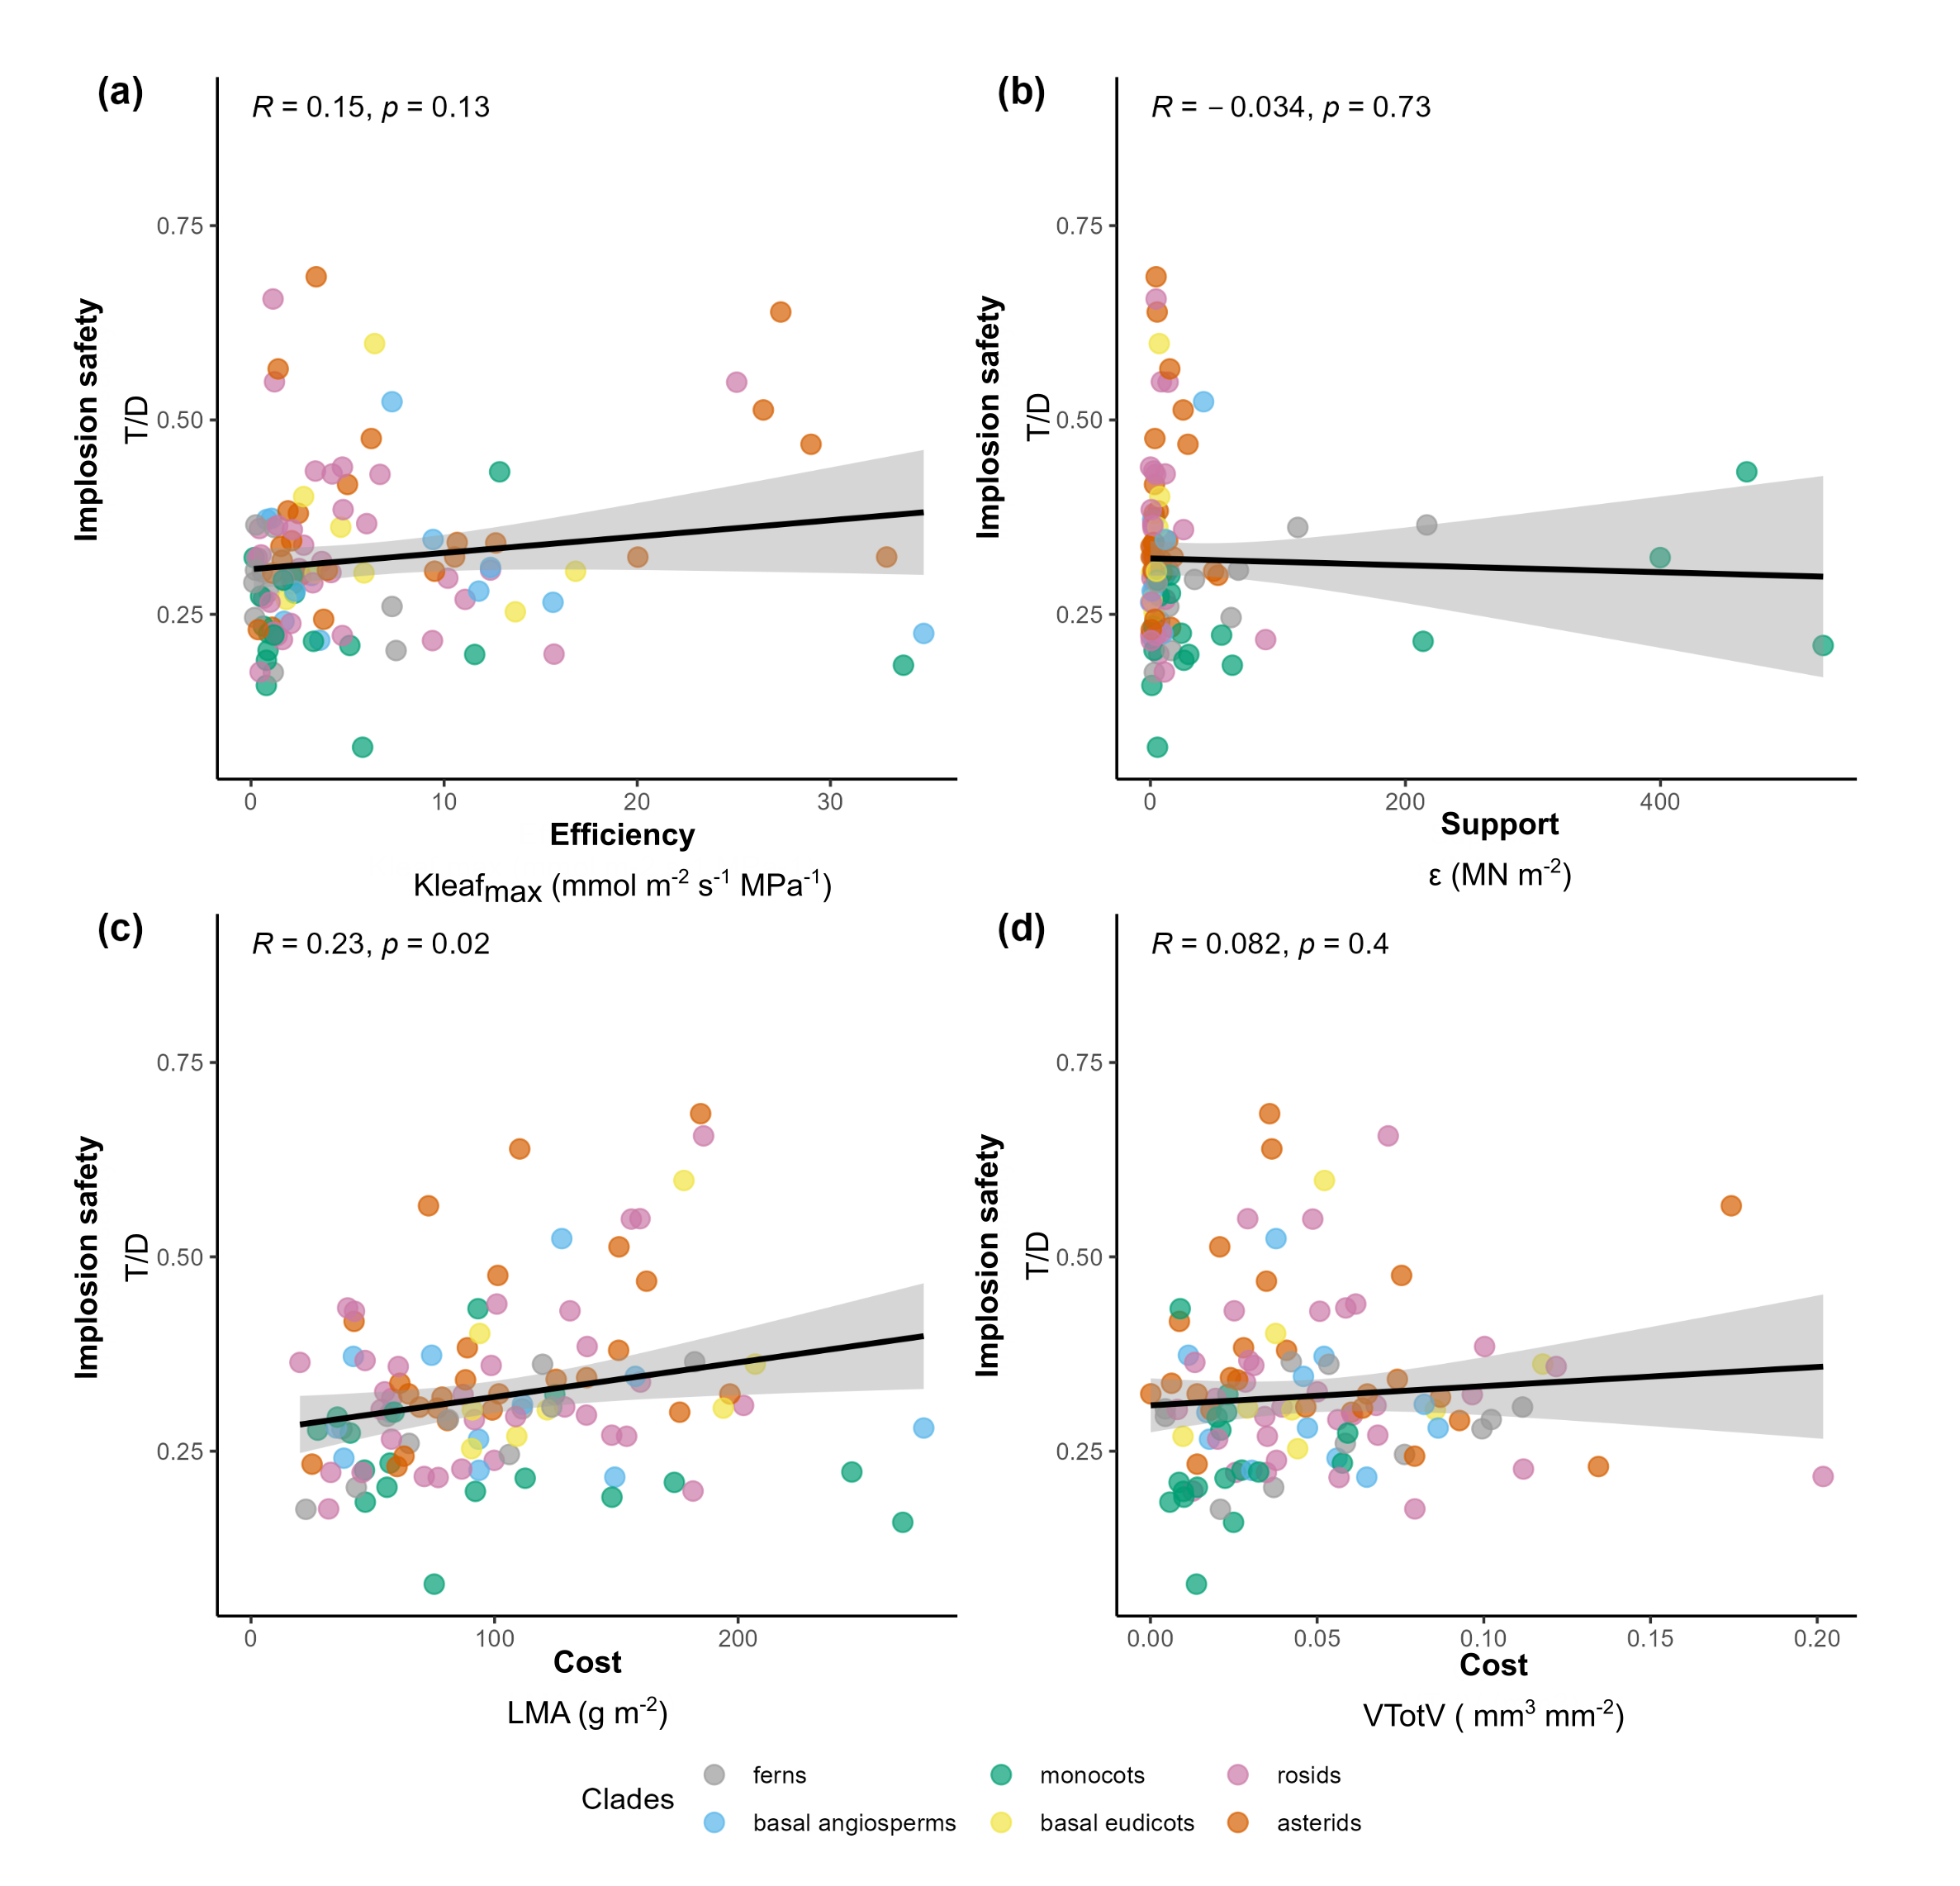 (a)
R = 0.15, p = 0.13
Implosion safety
T/D
0.75
0.50
0.25
0 10 20 30
Efficiency
Kleafmax (mmol m-2 s-1 MPa-1)
(b)
R = − 0.034, p = 0.73
Implosion safety
T/D
0.75
0.50
0.25
0 200 400
Support
ε (MN m-2)
(c)
R = 0.23, p = 0.02
Implosion safety
T/D
0.75
0.50
0.25
0 100 200
Cost
LMA (g m-2)
(d)
R = 0.082, p = 0.4
Implosion safety
T/D
0.75
0.50
0.25
0.00 0.05 0.10 0.15 0.20
Cost
VTotV ( mm3 mm-2)
Clades
ferns monocots rosids
basal angiosperms basal eudicots asterids